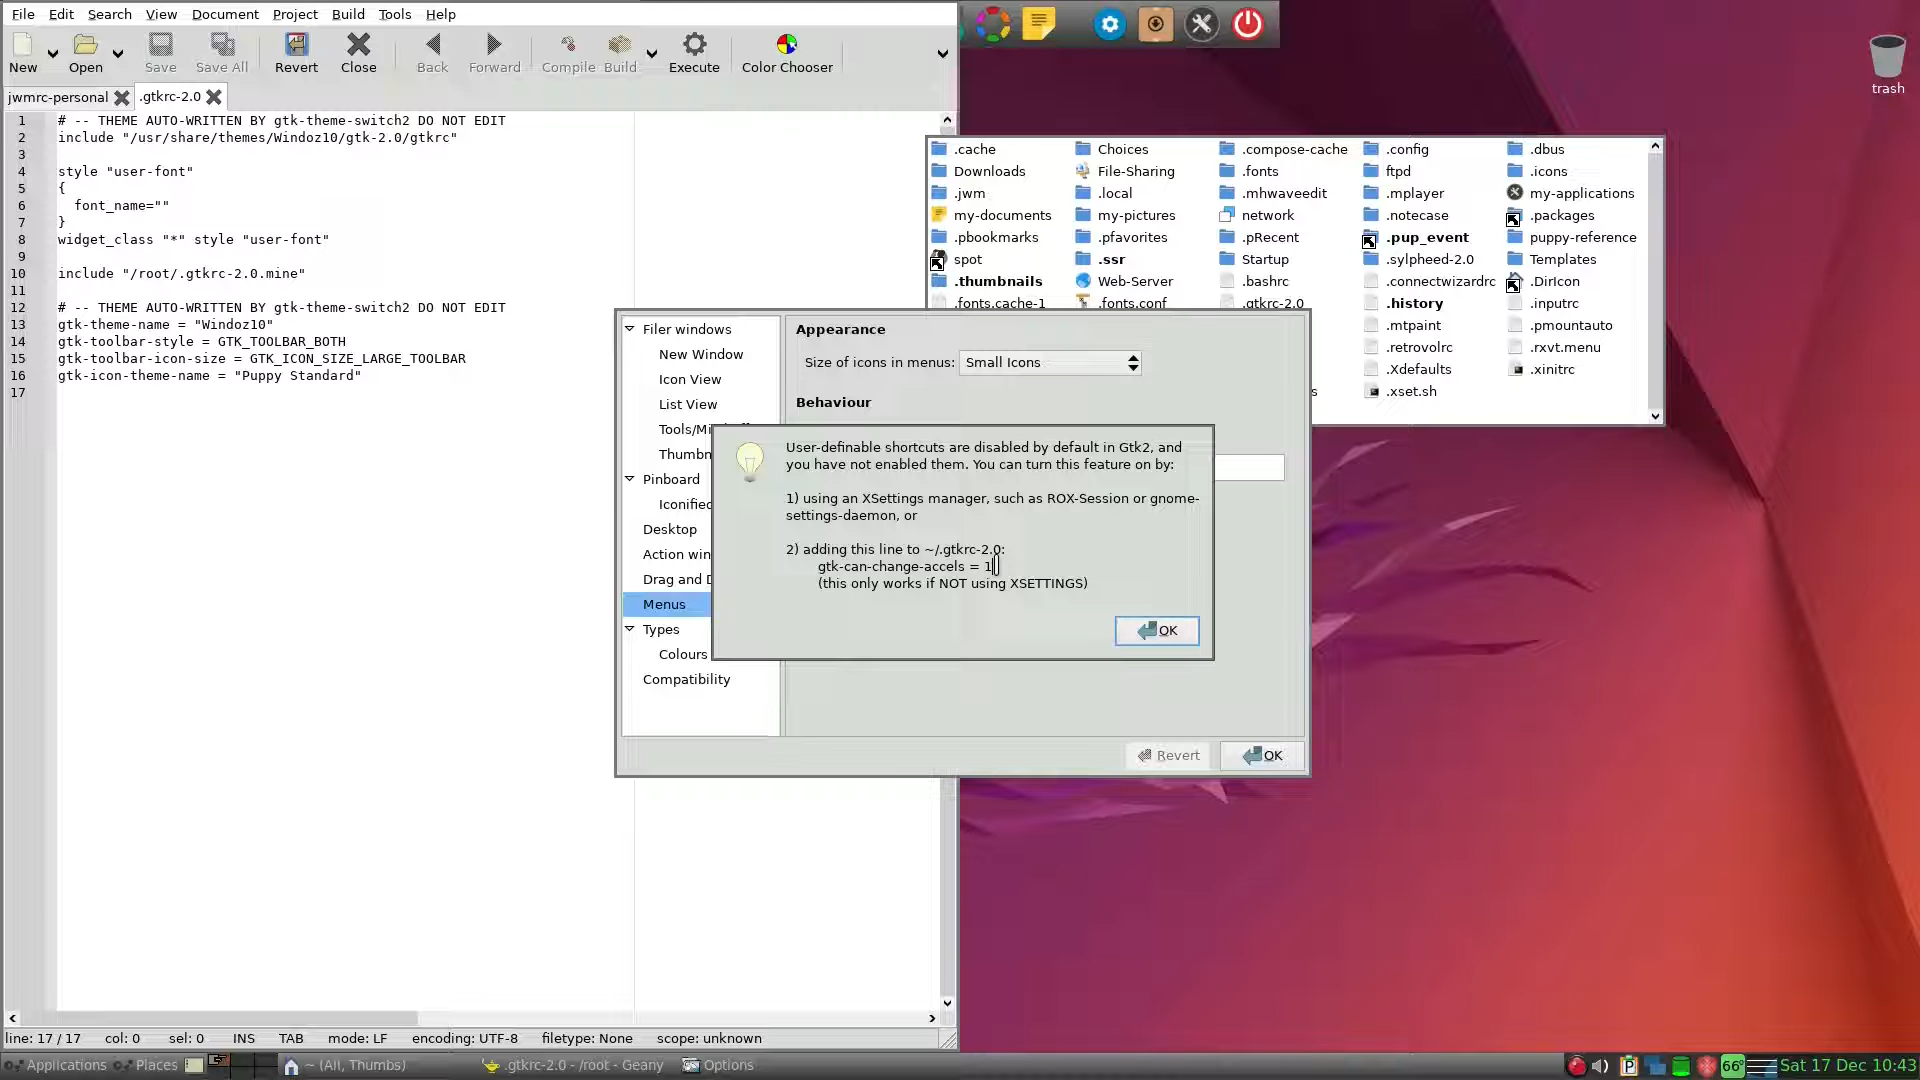 File Edit Search View Document Project Build Tools Help
New Open Save Save All Revert Close Back Forward Compile Build Execute Color Chooser
jwmrc-personal .gtkrc-2.0
1 # -- THEME AUTO-WRITTEN BY gtk-theme-switch2 DO NOT EDIT
2 include "/usr/share/themes/Windoz10/gtk-2.0/gtkrc"
3
4 style "user-font"
5 {
6 font_name=""
7 }
8 widget_class "*" style "user-font"
9
10 include "/root/.gtkrc-2.0.mine"
11
12 # -- THEME AUTO-WRITTEN BY gtk-theme-switch2 DO NOT EDIT
13 gtk-theme-name = "Windoz10"
14 gtk-toolbar-style = GTK_TOOLBAR_BOTH
15 gtk-toolbar-icon-size = GTK_ICON_SIZE_LARGE_TOOLBAR
16 gtk-icon-theme-name = "Puppy Standard"
17
line: 17 / 17 col: 0 sel: 0 INS TAB mode: LF encoding: UTF-8 filetype: None scope: unknown
trash
.cache Choices .compose-cache .config .dbus
Downloads File-Sharing .fonts ftpd .icons
.jwm .local .mhwaveedit .mplayer my-applications
my-documents my-pictures network .notecase .packages
.pbookmarks .pfavorites .pRecent .pup_event puppy-reference
spot .ssr Startup .sylpheed-2.0 Templates
.thumbnails Web-Server .bashrc .connectwizardrc .DirIcon
.fonts.cache-1 .fonts.conf .gtkrc-2.0 .history .inputrc
.mtpaint .pmountauto
.retrovolrc .rxvt.menu
.Xdefaults .xinitrc
s .xset.sh
Filer windows
New Window
Icon View
List View
Tools/Mi
Thumbn
Pinboard
Iconified
Desktop
Action win
Drag and D
Menus
Types
Colours
Compatibility
Appearance
Size of icons in menus: Small Icons
Behaviour
User-definable shortcuts are disabled by default in Gtk2, and
you have not enabled them. You can turn this feature on by:
1) using an XSettings manager, such as ROX-Session or gnome-
settings-daemon, or
2) adding this line to ~/.gtkrc-2.0:
gtk-can-change-accels = 1
(this only works if NOT using XSETTINGS)
OK
Revert OK
Applications Places ~ (All, Thumbs) .gtkrc-2.0 - /root - Geany Options 66° Sat 17 Dec 10:43